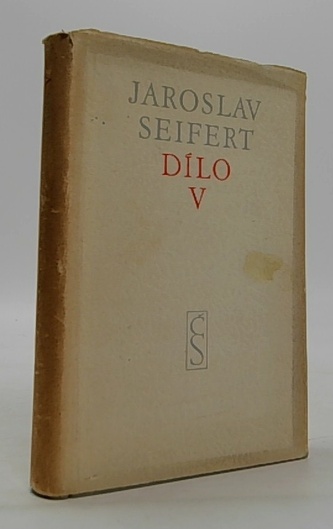 JAROSLAV
SEIFERT
DÍLO
V
ČS